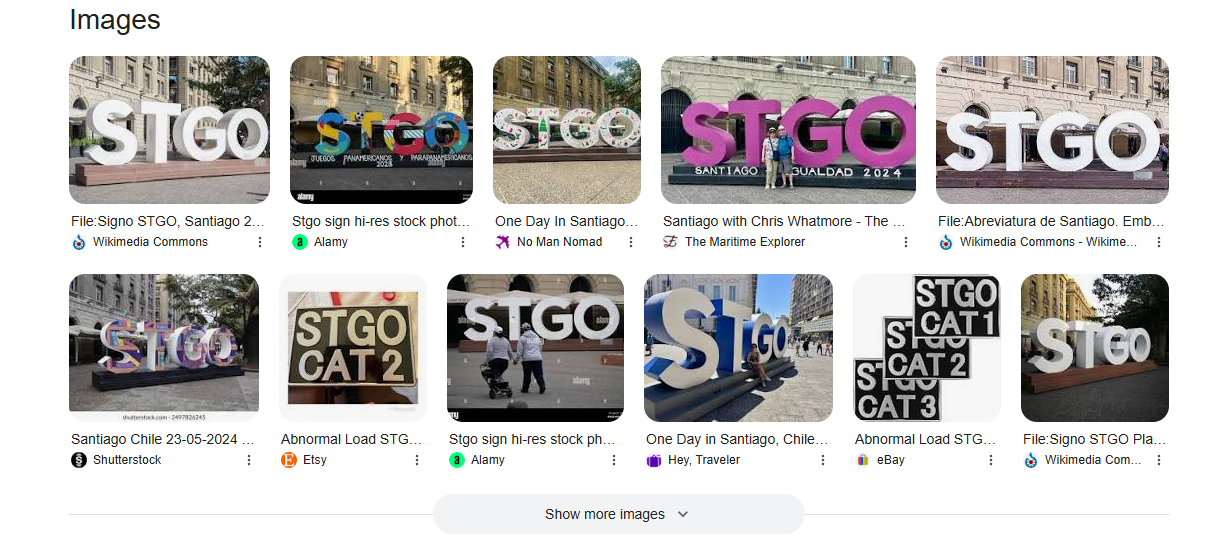 Images
STGO
STGO
JUEGOS PANAMERICANOS Y PARAPANAMERICANOS
2023
alamy
STGO
STGO
SANTIAGO IGUALDAD 2024
STGO
File:Signo STGO, Santiago 2...
Wikimedia Commons
Stgo sign hi-res stock phot...
Alamy
One Day In Santiago...
No Man Nomad
Santiago with Chris Whatmore - The ...
The Maritime Explorer
File:Abreviatura de Santiago. Emb...
Wikimedia Commons - Wikime...
STGO
shutterstock.com · 2497826245
STGO
CAT 2
STGO
alamy
STGO
STGO
CAT 1
STGO
CAT 2
STGO
CAT 3
STGO
Santiago Chile 23-05-2024 ...
Shutterstock
Abnormal Load STG...
Etsy
Stgo sign hi-res stock ph...
Alamy
One Day in Santiago, Chile...
Hey, Traveler
Abnormal Load STG...
eBay
File:Signo STGO Pla...
Wikimedia Com...
Show more images